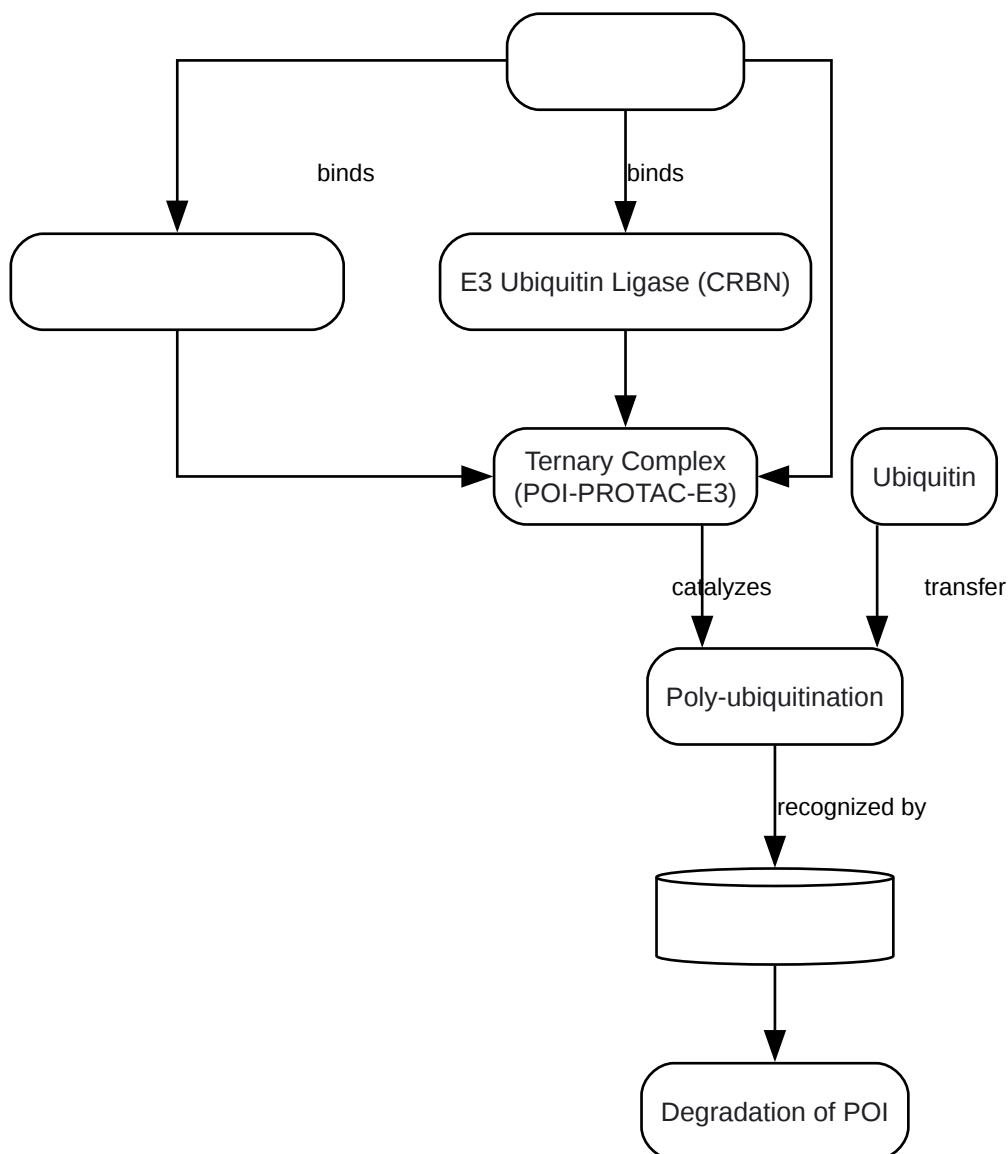 binds
binds
E3 Ubiquitin Ligase (CRBN)
Ternary Complex
(POI-PROTAC-E3)
Ubiquitin
catalyzes
transfer
Poly-ubiquitination
recognized by
Degradation of POI